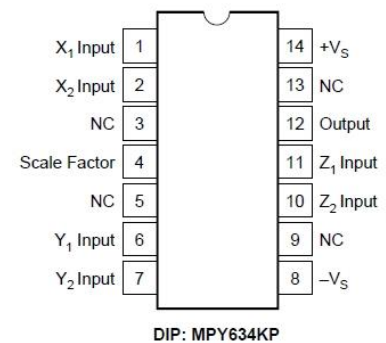 X1 Input 1
X2 Input 2
NC 3
Scale Factor 4
NC 5
Y1 Input 6
Y2 Input 7
14 +VS
13 NC
12 Output
11 Z1 Input
10 Z2 Input
9 NC
8 –VS
DIP: MPY634KP